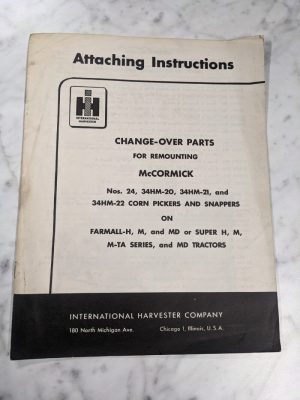 Attaching Instructions
IH
INTERNATIONAL
HARVESTER
CHANGE-OVER PARTS
FOR REMOUNTING
McCORMICK
Nos. 24, 34HM-20, 34HM-21, and
34HM-22 CORN PICKERS AND SNAPPERS
ON
FARMALL-H, M, and MD or SUPER H, M,
M-TA SERIES, and MD TRACTORS
INTERNATIONAL HARVESTER COMPANY
180 North Michigan Ave. Chicago 1, Illinois, U.S.A.